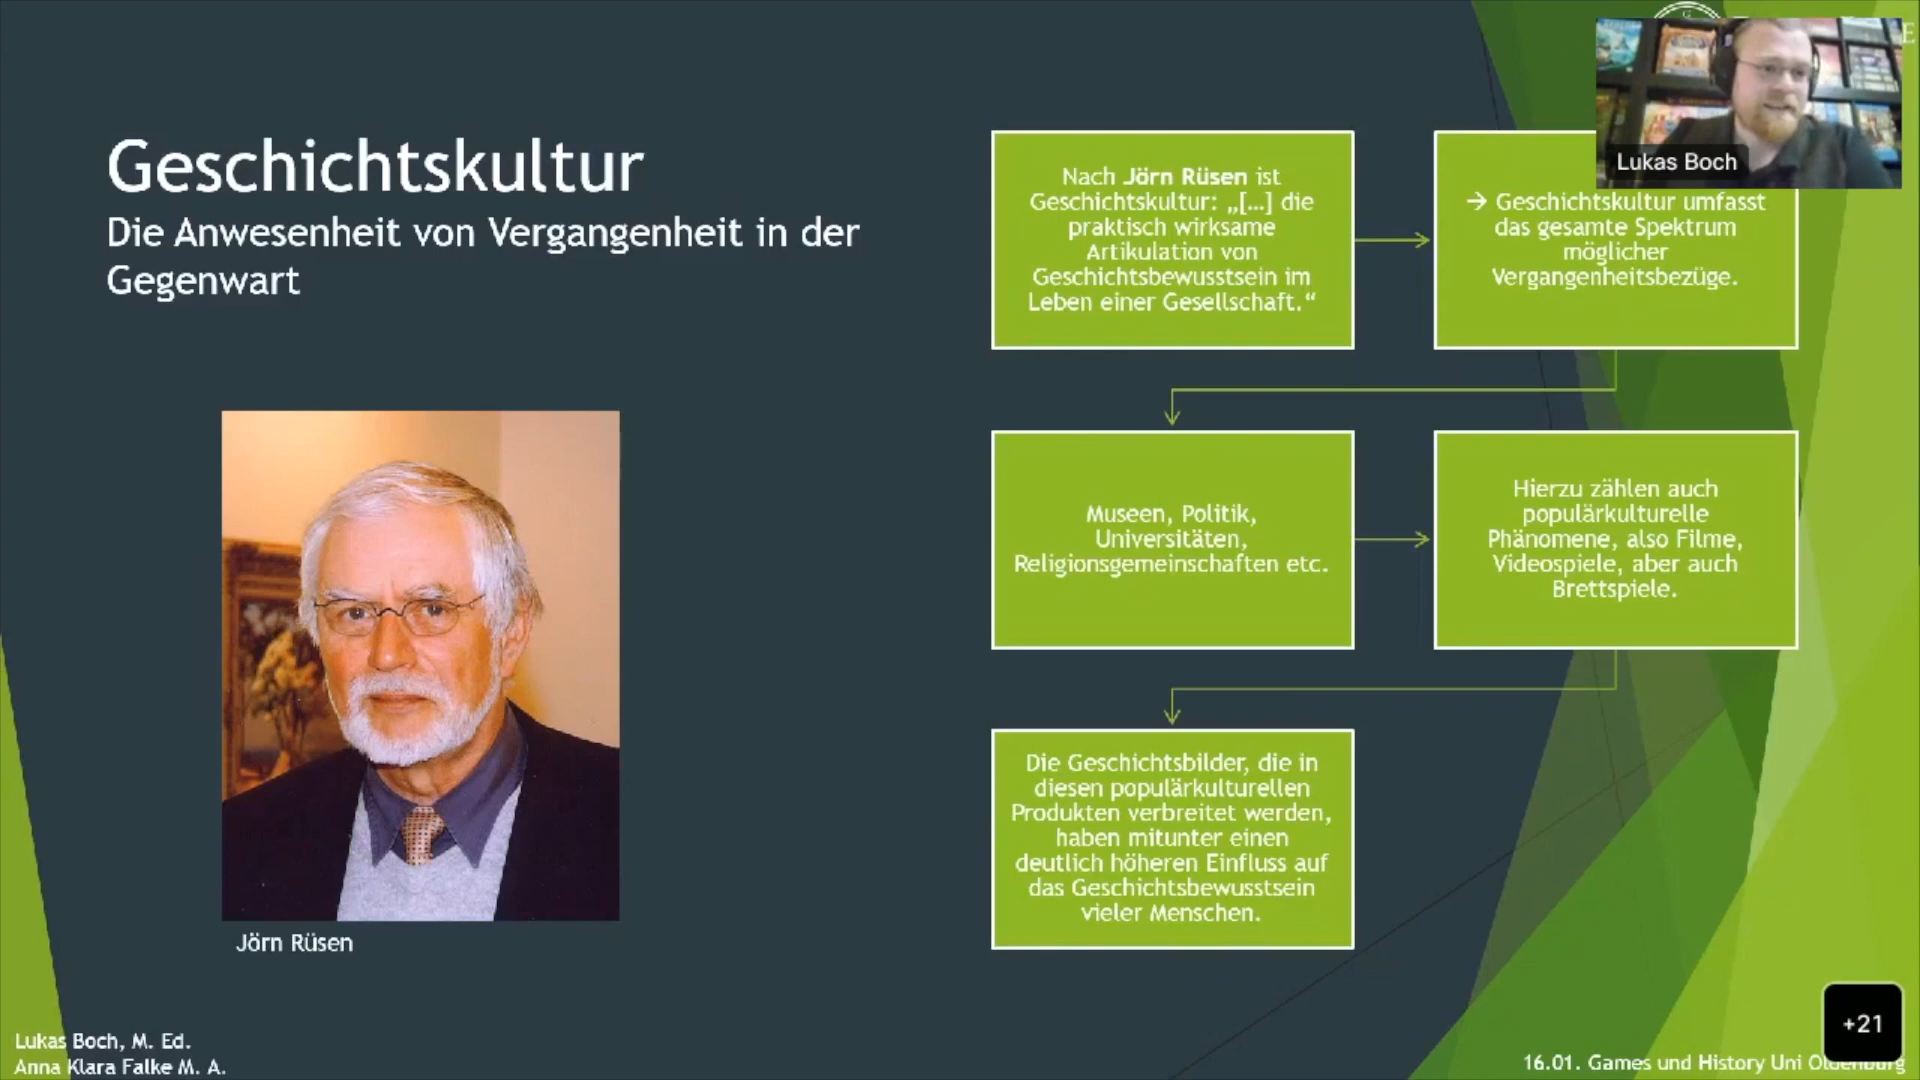 Geschichtskultur
Die Anwesenheit von Vergangenheit in der
Gegenwart
Jörn Rüsen
Nach Jörn Rüsen ist
Geschichtskultur: „[…] die
praktisch wirksame
Artikulation von
Geschichtsbewusstsein im
Leben einer Gesellschaft.“
→ Geschichtskultur umfasst
das gesamte Spektrum
möglicher
Vergangenheitsbezüge.
Museen, Politik,
Universitäten,
Religionsgemeinschaften etc.
Hierzu zählen auch
populärkulturelle
Phänomene, also Filme,
Videospiele, aber auch
Brettspiele.
Die Geschichtsbilder, die in
diesen populärkulturellen
Produkten verbreitet werden,
haben mitunter einen
deutlich höheren Einfluss auf
das Geschichtsbewusstsein
vieler Menschen.
Lukas Boch
+21
Lukas Boch, M. Ed.
Anna Klara Falke M. A.
16.01. Games und History Uni Oldenburg